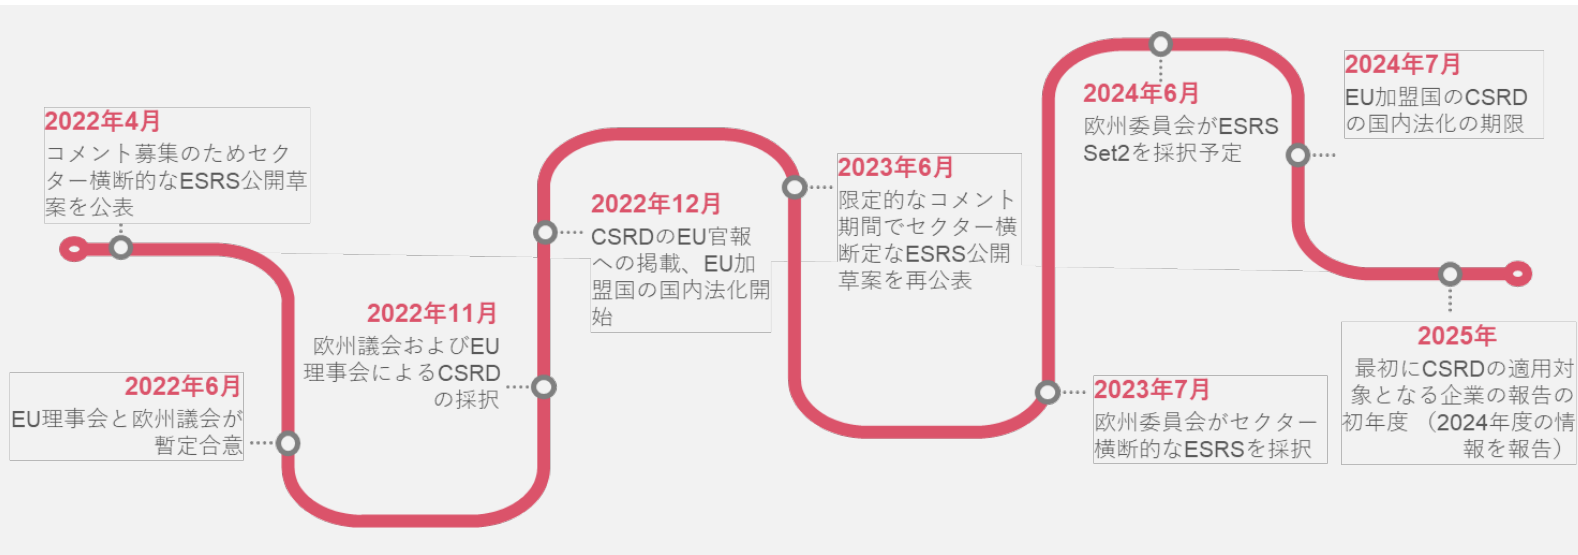 2022年4月
コメント募集のためセク
ター横断的なESRS公開草
案を公表
2022年6月
EU理事会と欧州議会が
暫定合意
2022年11月
欧州議会およびEU
理事会によるCSRD
の採択
2022年12月
CSRDのEU官報
への掲載、EU加
盟国の国内法化開
始
2023年6月
限定的なコメント
期間でセクター横
断定なESRS公開
草案を再公表
2023年7月
欧州委員会がセクター
横断的なESRSを採択
2024年6月
欧州委員会がESRS
Set2を採択予定
2024年7月
EU加盟国のCSRD
の国内法化の期限
2025年
最初にCSRDの適用対
象となる企業の報告の
初年度 （2024年度の情
報を報告）